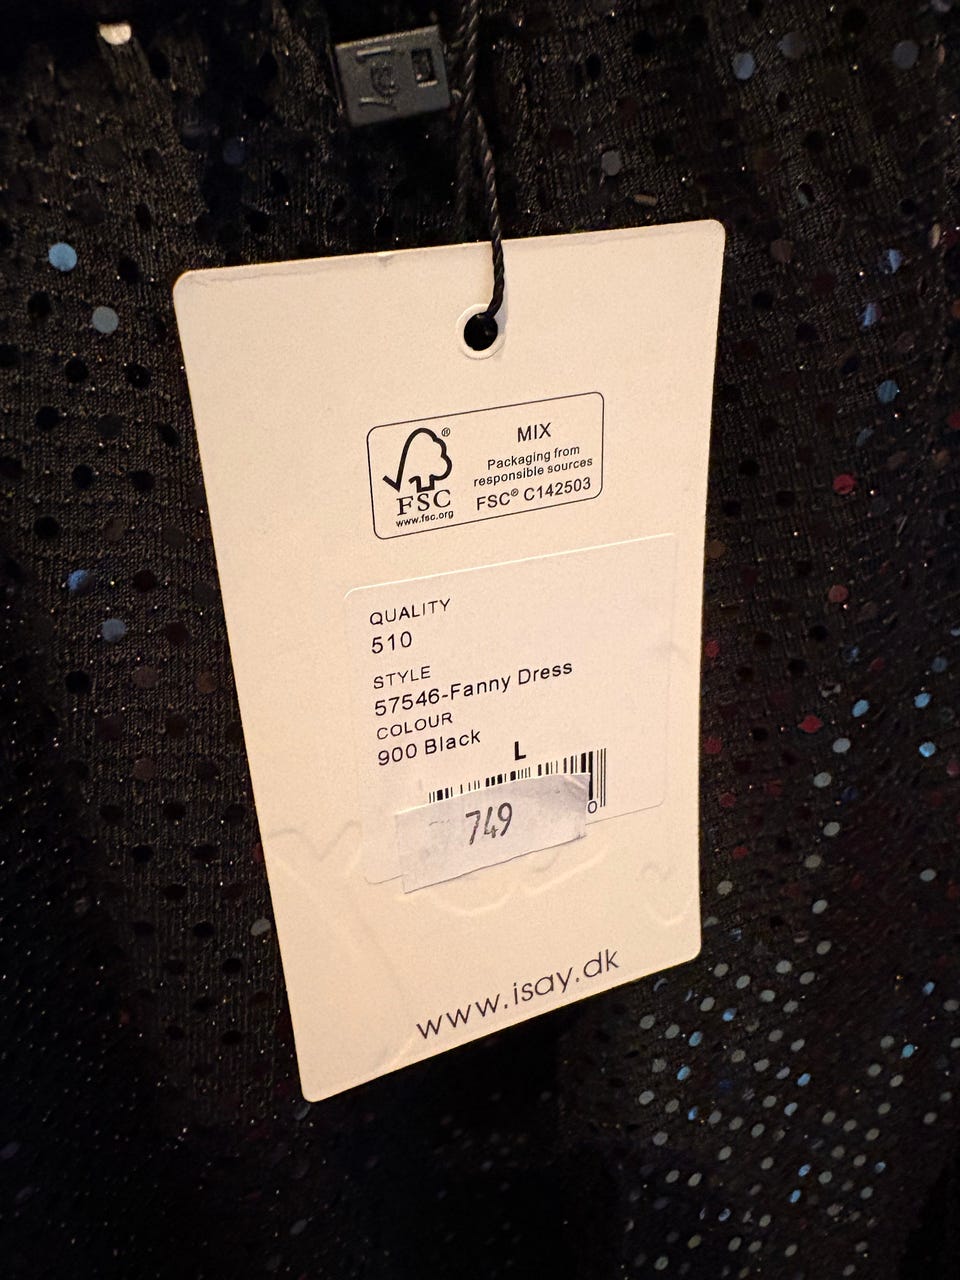 MIX
Packaging from
responsible sources
FSC® C142503
®
FSC
www.fsc.org
QUALITY
510
STYLE
57546-Fanny Dress
COLOUR
900 Black
L
0
749
www.isay.dk